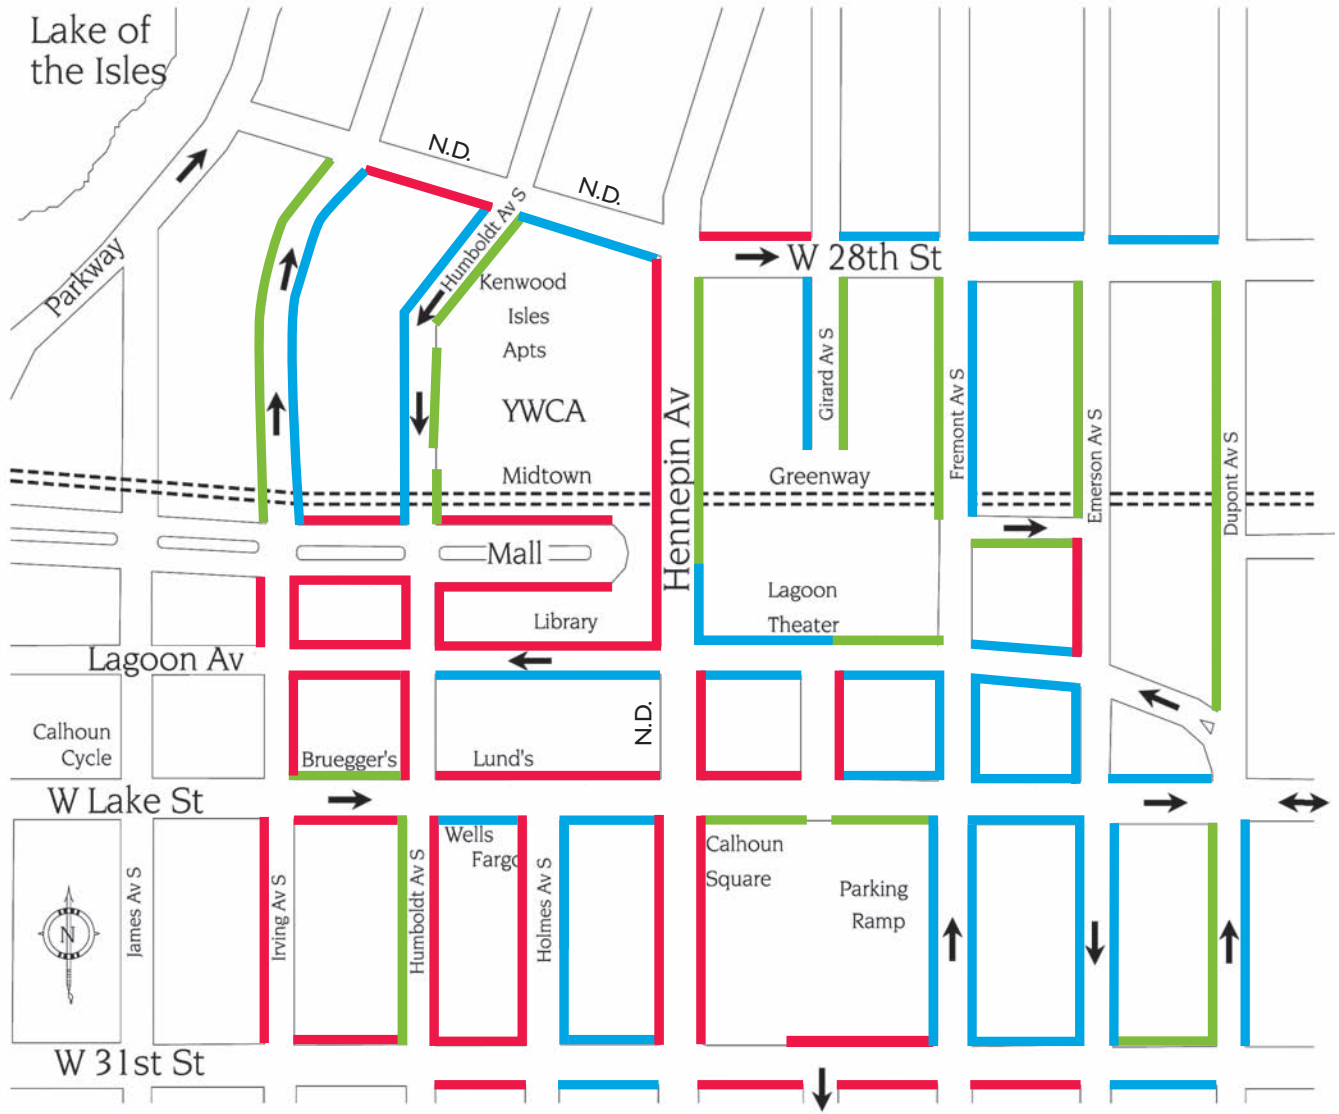 Lake of
the Isles
N.D.
N.D.
Humboldt Av S
Parkway
W 28th St
Kenwood
Isles
Apts
YWCA
Midtown
Greenway
Hennepin Av
Girard Av S
Fremont Av S
Emerson Av S
Dupont Av S
Mall
Library
Lagoon
Theater
Lagoon Av
N.D.
Calhoun
Cycle
Bruegger's
Lund's
W Lake St
Wells
Fargo
Calhoun
Square
Parking
Ramp
James Av S
Irving Av S
Humboldt Av S
Holmes Av S
N
W 31st St